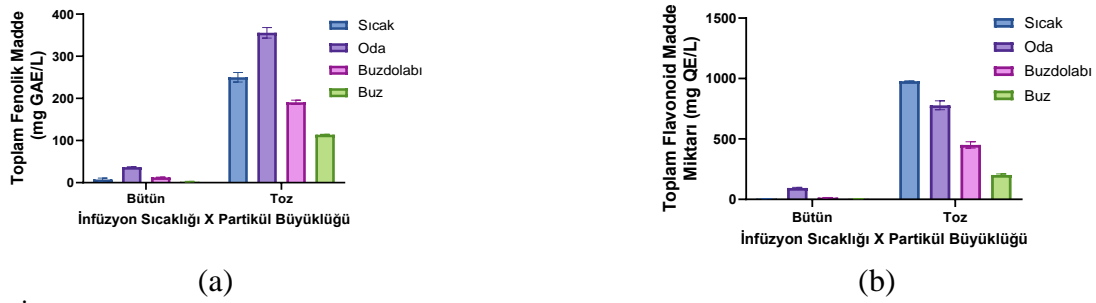 Toplam Fenolik Madde
(mg GAE/L)
400
300
200
100
0
Sıcak
Oda
Buzdolabı
Buz
Bütün
Toz
İnfüzyon Sıcaklığı X Partikül Büyüklüğü
(a)
Toplam Flavonoid Madde
Miktarı (mg QE/L)
1500
1000
500
0
Sıcak
Oda
Buzdolabı
Buz
Bütün
Toz
İnfüzyon Sıcaklığı X Partikül Büyüklüğü
(b)